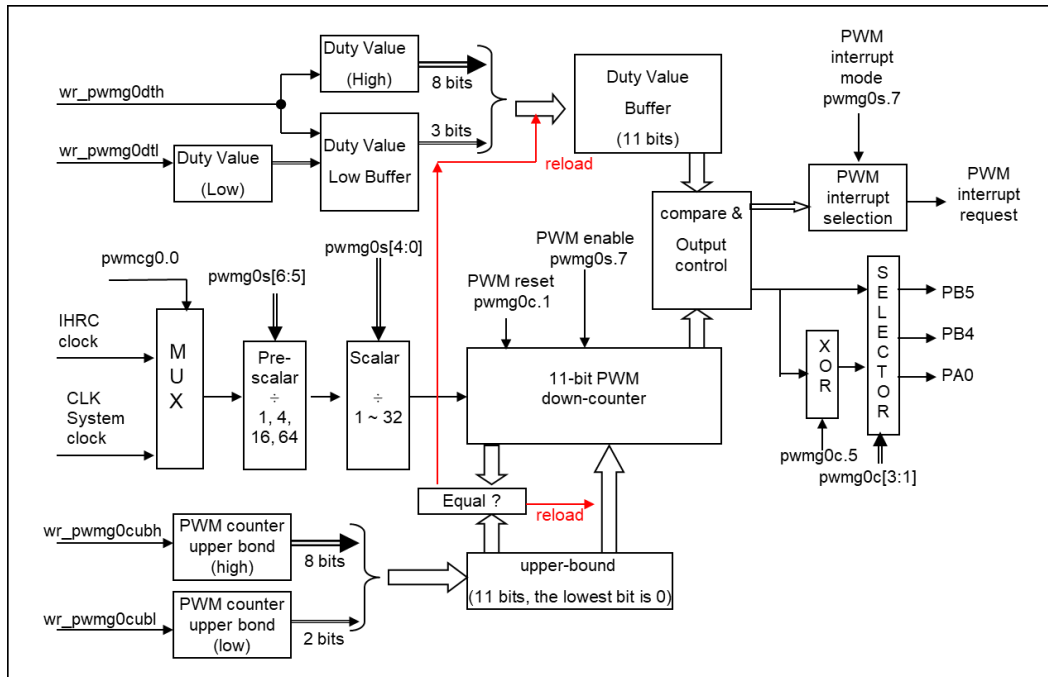 wr_pwmg0dth
Duty Value
(High)
8 bits
wr_pwmg0dtl
Duty Value
(Low)
Duty Value
Low Buffer
3 bits
reload
Duty Value
Buffer
(11 bits)
PWM
interrupt
mode
pwmg0s.7
compare &
Output
control
PWM
interrupt
selection
PWM
interrupt
request
pwmcg0.0
IHRC
clock
CLK
System
clock
MUX
pwmg0s[6:5]
Pre-
scalar
÷
1, 4,
16, 64
pwmg0s[4:0]
Scalar
÷
1 ~ 32
PWM reset
pwmg0c.1
PWM enable
pwmg0s.7
11-bit PWM
down-counter
XOR
pwmg0c.5
SELECTOR
pwmg0c[3:1]
PB5
PB4
PA0
Equal ?
reload
wr_pwmg0cubh
PWM counter
upper bond
(high)
8 bits
wr_pwmg0cubl
PWM counter
upper bond
(low)
2 bits
upper-bound
(11 bits, the lowest bit is 0)